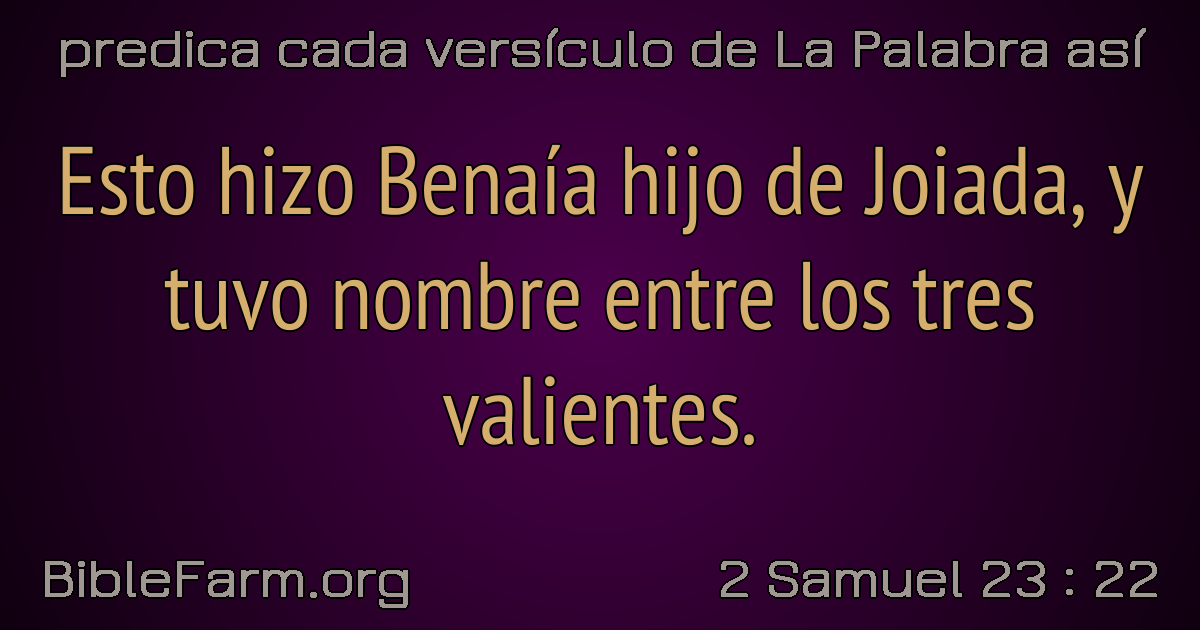 predica cada versículo de La Palabra así
Esto hizo Benaía hijo de Joiada, y
tuvo nombre entre los tres
valientes.
BibleFarm.org
2 Samuel 23 : 22